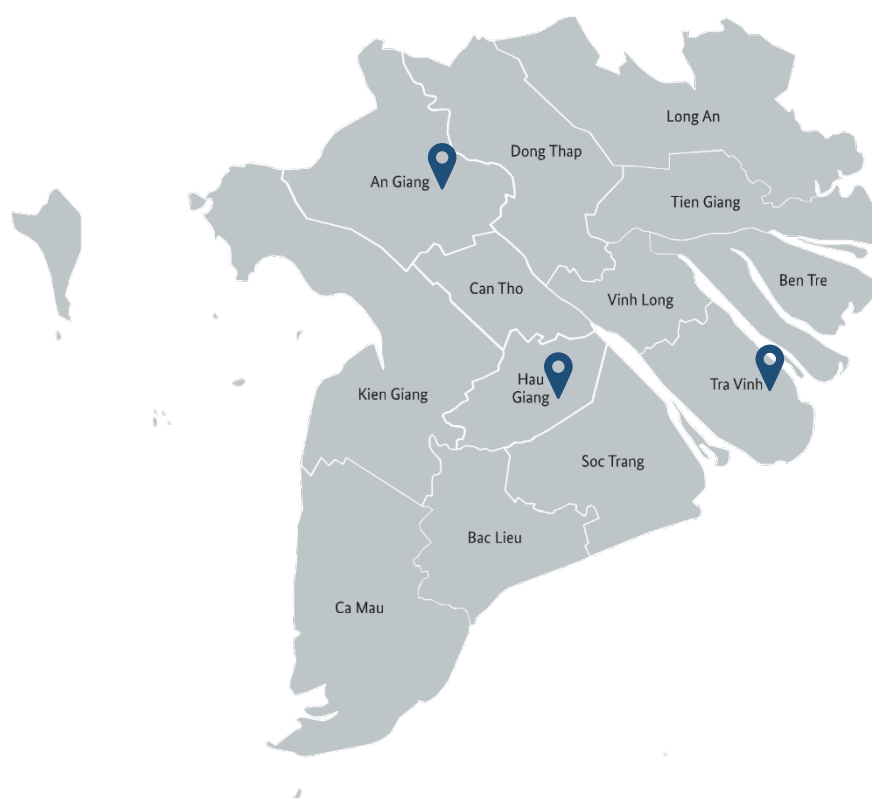 Long An
Dong Thap
An Giang
Tien Giang
Ben Tre
Can Tho
Vinh Long
Hau
Giang
Tra Vinh
Kien Giang
Soc Trang
Bac Lieu
Ca Mau